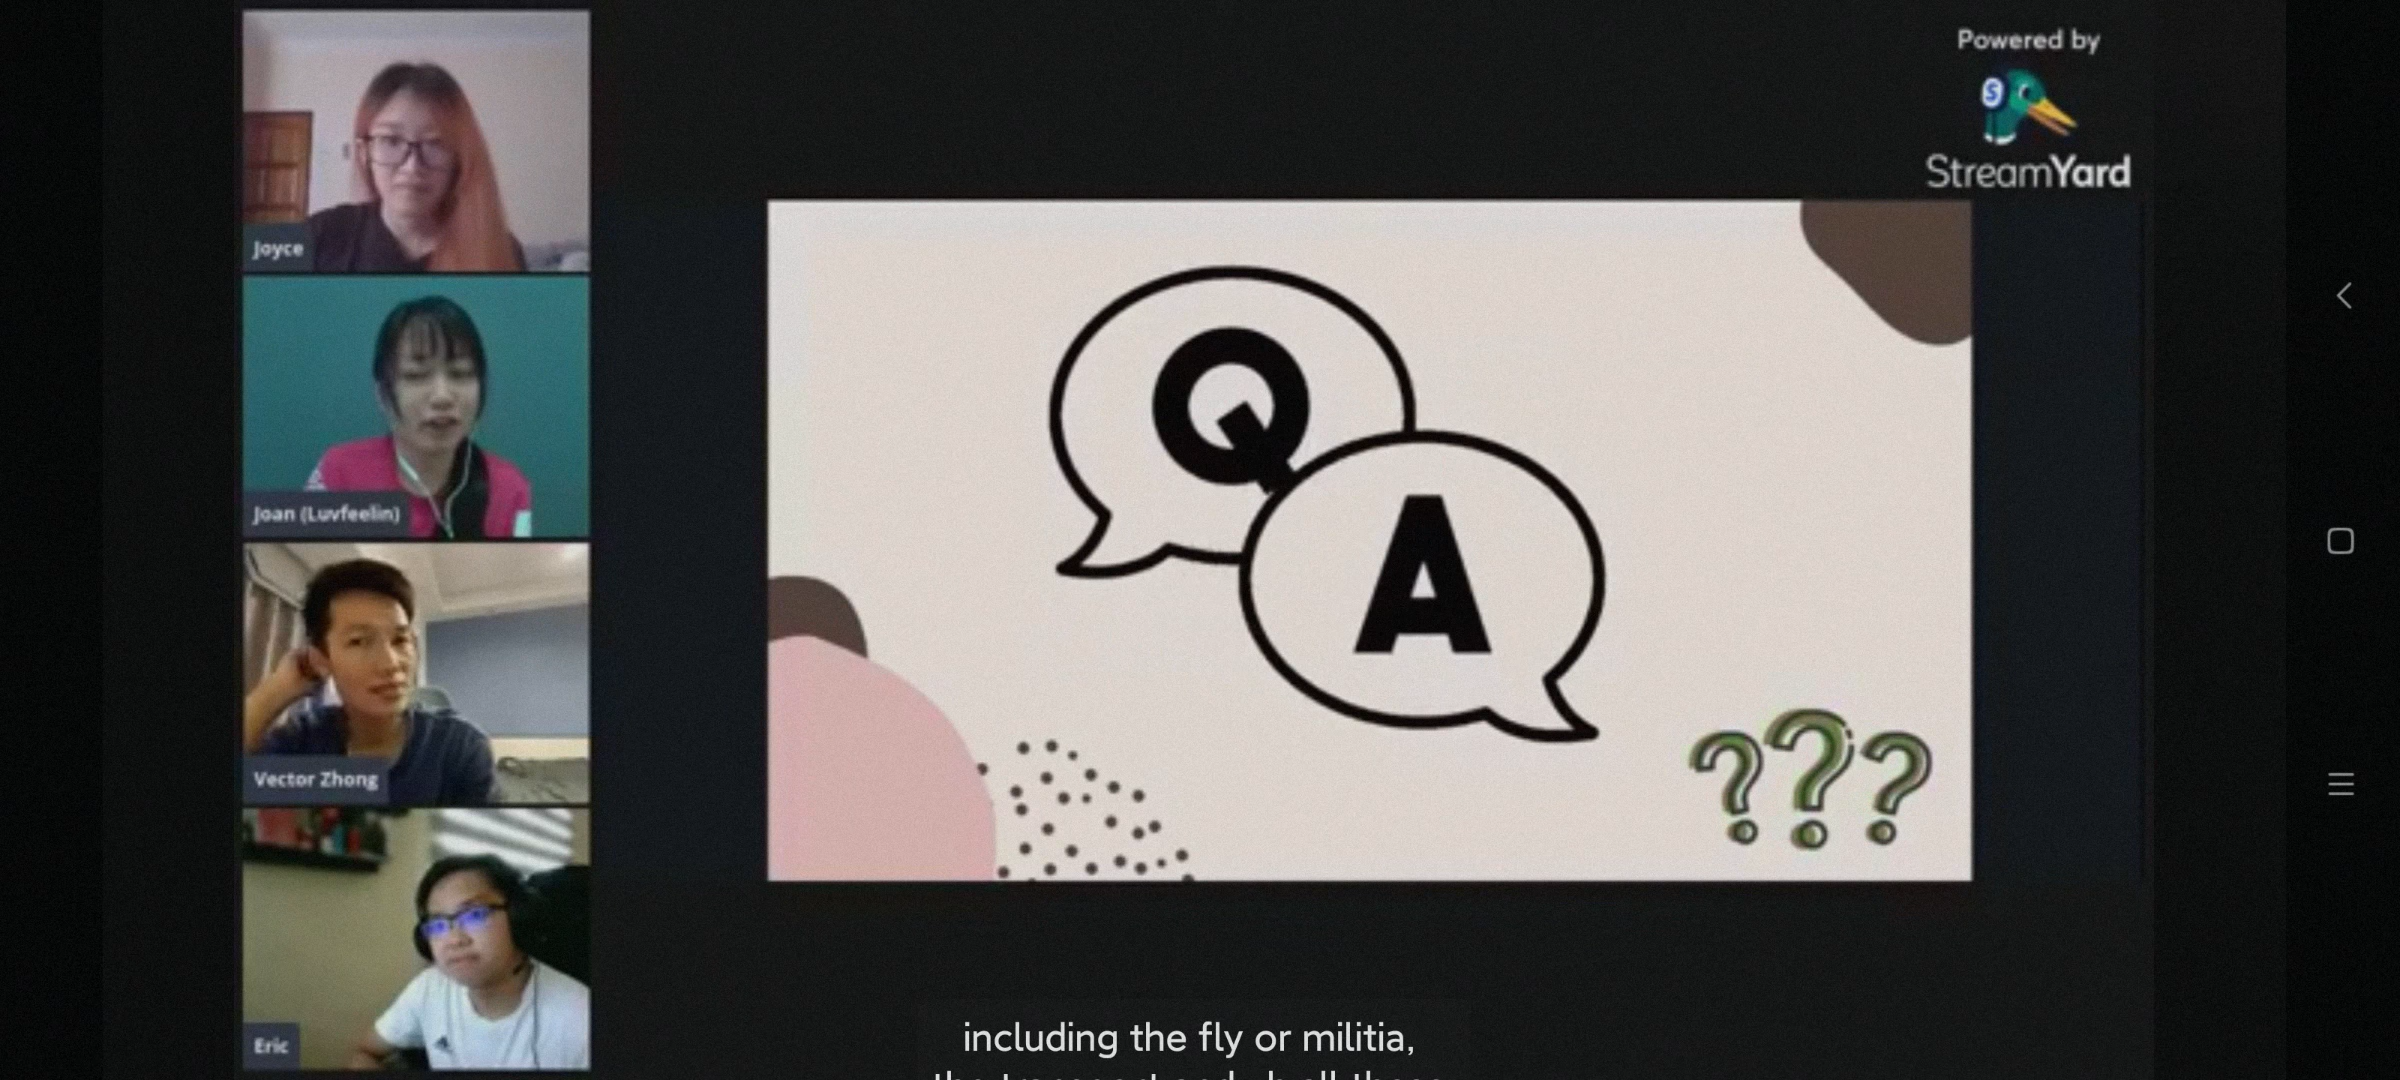 Powered by
S
StreamYard
Joyce
Joan (Luvfeelin)
Vector Zhong
Eric
Q
A
???
including the fly or militia,